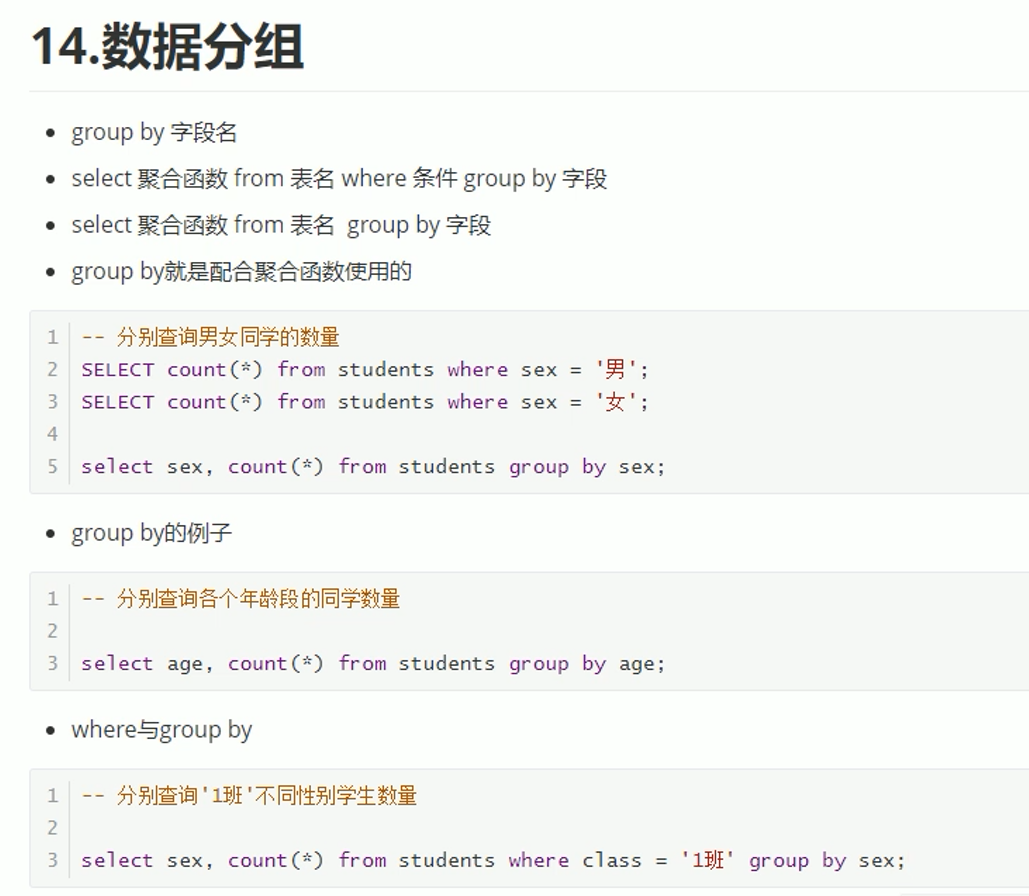 14.数据分组
group by 字段名
select 聚合函数 from 表名 where 条件 group by 字段
select 聚合函数 from 表名 group by 字段
group by就是配合聚合函数使用的
1 -- 分别查询男女同学的数量
2 SELECT count(*) from students where sex = '男';
3 SELECT count(*) from students where sex = '女';
4
5 select sex, count(*) from students group by sex;
group by的例子
1 -- 分别查询各个年龄段的同学数量
2
3 select age, count(*) from students group by age;
where与group by
1 -- 分别查询'1班'不同性别学生数量
2
3 select sex, count(*) from students where class = '1班' group by sex;